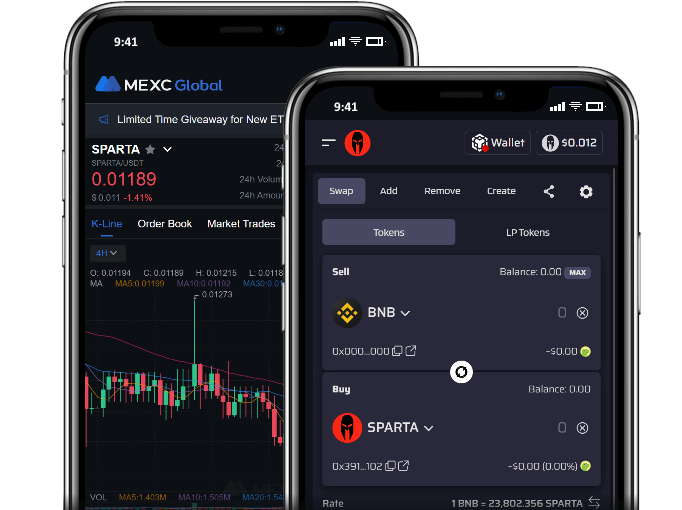 9:41
MEXC Global
Limited Time Giveaway for New ET
SPARTA
SPARTA/USDT
0.01189
$ 0.011 -1.41%
24
2
24h Volum
24h Amou
K-Line Order Book Market Trades
4H
O: 0.01194 C: 0.01189 H: 0.01215 L: 0.0118
MA MA5:0.01199 MA10:0.01192 MA30:0.01
0.01273
VOL MA5:1.403M MA10:1.505M MA20:1.54
9:41
Wallet $0.012
Swap Add Remove Create
Tokens LP Tokens
Sell Balance: 0.00 MAX
BNB 0
0x000...000 ~$0.00
Buy Balance: 0.00
SPARTA 0
0x391...102 ~$0.00 (0.00%)
Rate 1 BNB = 23,802.356 SPARTA